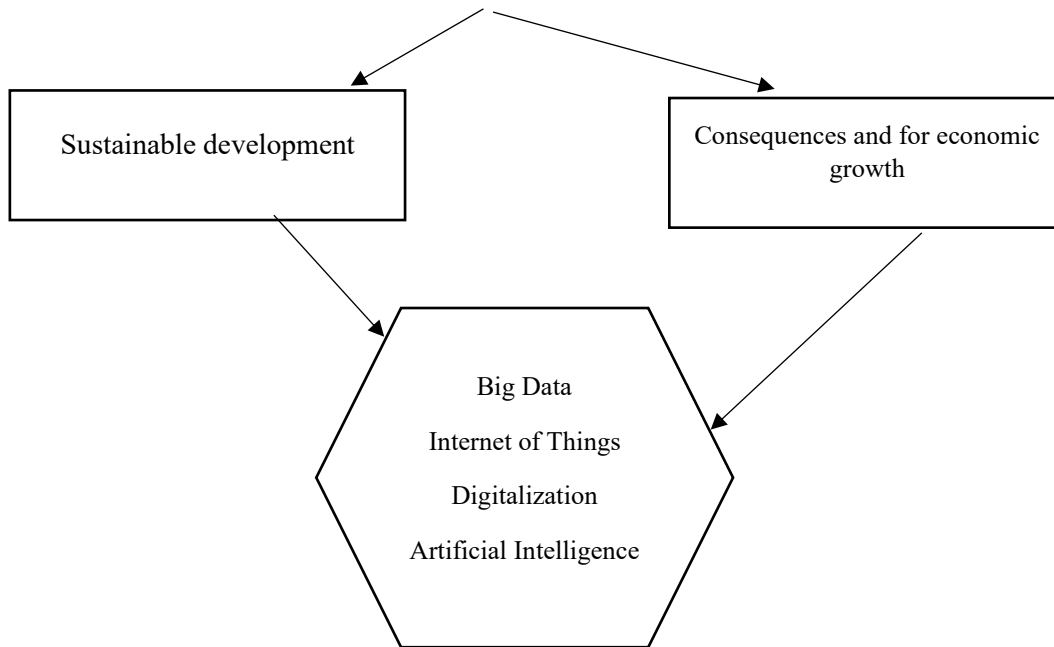 Sustainable development
Consequences and for economic
growth
Big Data
Internet of Things
Digitalization
Artificial Intelligence